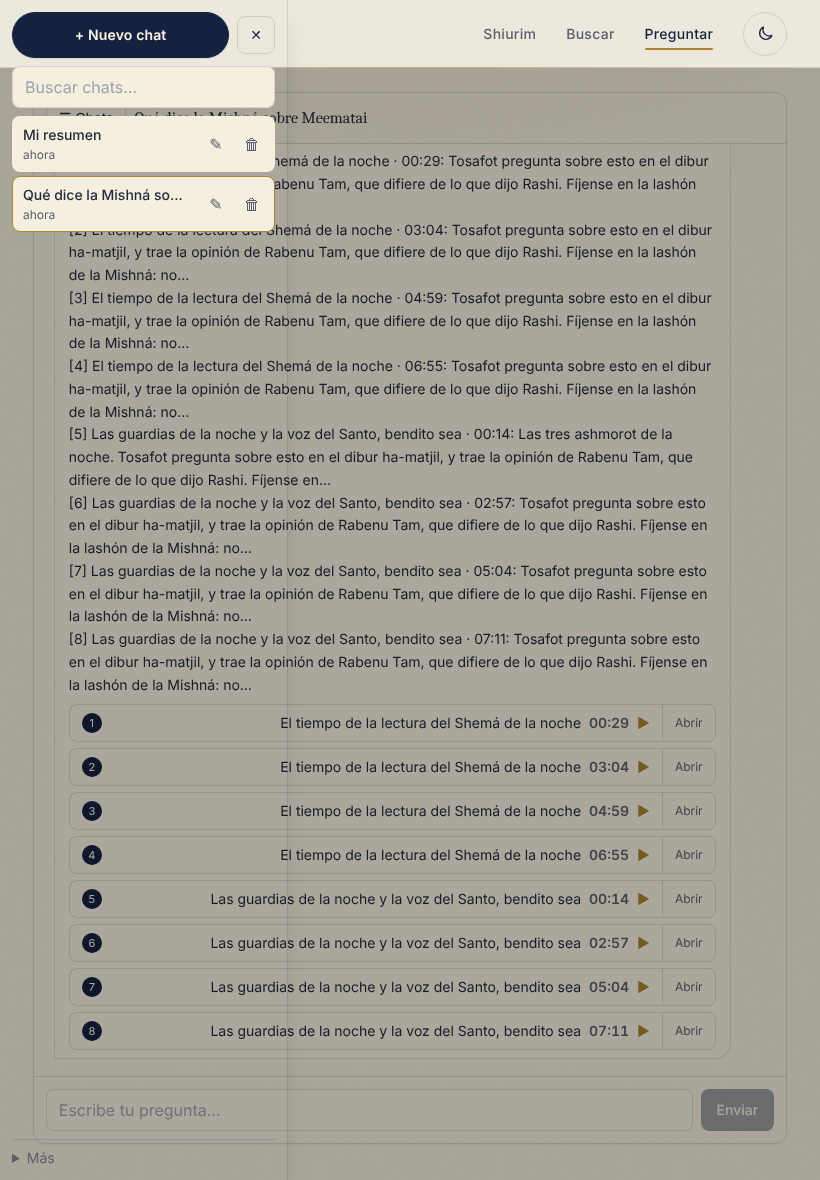 + Nuevo chat
×
Shiurim
Buscar
Preguntar
Buscar chats...
Mi resumen
ahora
Qué dice la Mishná so...
ahora
obre Meematai
hemá de la noche · 00:29: Tosafot pregunta sobre esto en el dibur
abenu Tam, que difiere de lo que dijo Rashi. Fíjense en la lashón
[2] El tiempo de la lectura del Shemá de la noche · 03:04: Tosafot pregunta sobre esto en el dibur
ha-matjil, y trae la opinión de Rabenu Tam, que difiere de lo que dijo Rashi. Fíjense en la lashón
de la Mishná: no...
[3] El tiempo de la lectura del Shemá de la noche · 04:59: Tosafot pregunta sobre esto en el dibur
ha-matjil, y trae la opinión de Rabenu Tam, que difiere de lo que dijo Rashi. Fíjense en la lashón
de la Mishná: no...
[4] El tiempo de la lectura del Shemá de la noche · 06:55: Tosafot pregunta sobre esto en el dibur
ha-matjil, y trae la opinión de Rabenu Tam, que difiere de lo que dijo Rashi. Fíjense en la lashón
de la Mishná: no...
[5] Las guardias de la noche y la voz del Santo, bendito sea · 00:14: Las tres ashmorot de la
noche. Tosafot pregunta sobre esto en el dibur ha-matjil, y trae la opinión de Rabenu Tam, que
difiere de lo que dijo Rashi. Fíjense en...
[6] Las guardias de la noche y la voz del Santo, bendito sea · 02:57: Tosafot pregunta sobre esto
en el dibur ha-matjil, y trae la opinión de Rabenu Tam, que difiere de lo que dijo Rashi. Fíjense en
la lashón de la Mishná: no...
[7] Las guardias de la noche y la voz del Santo, bendito sea · 05:04: Tosafot pregunta sobre esto
en el dibur ha-matjil, y trae la opinión de Rabenu Tam, que difiere de lo que dijo Rashi. Fíjense en
la lashón de la Mishná: no...
[8] Las guardias de la noche y la voz del Santo, bendito sea · 07:11: Tosafot pregunta sobre esto
en el dibur ha-matjil, y trae la opinión de Rabenu Tam, que difiere de lo que dijo Rashi. Fíjense en
la lashón de la Mishná: no...
1 El tiempo de la lectura del Shemá de la noche 00:29 ▶ Abrir
2 El tiempo de la lectura del Shemá de la noche 03:04 ▶ Abrir
3 El tiempo de la lectura del Shemá de la noche 04:59 ▶ Abrir
4 El tiempo de la lectura del Shemá de la noche 06:55 ▶ Abrir
5 Las guardias de la noche y la voz del Santo, bendito sea 00:14 ▶ Abrir
6 Las guardias de la noche y la voz del Santo, bendito sea 02:57 ▶ Abrir
7 Las guardias de la noche y la voz del Santo, bendito sea 05:04 ▶ Abrir
8 Las guardias de la noche y la voz del Santo, bendito sea 07:11 ▶ Abrir
Escribe tu pregunta...
Enviar
▶ Más